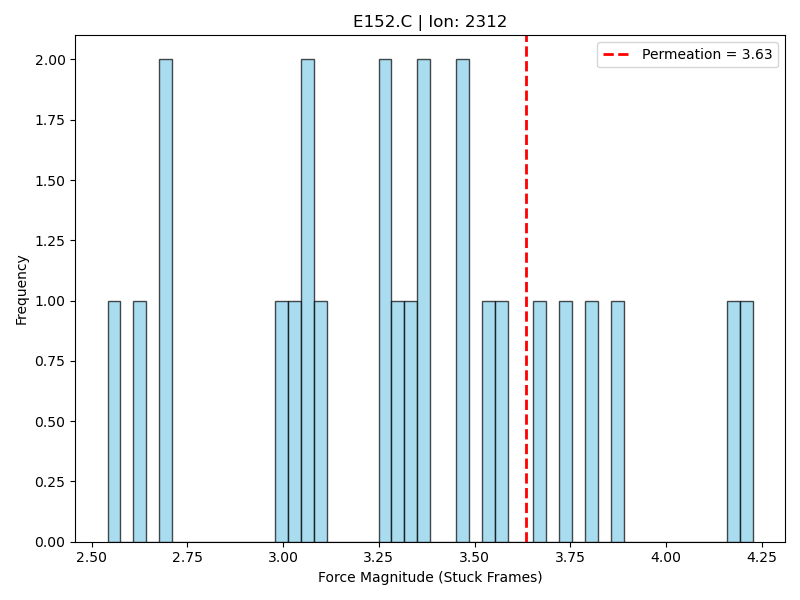 E152.C | Ion: 2312
Permeation = 3.63
2.00
1.75
1.50
1.25
1.00
0.75
0.50
0.25
0.00
Frequency
2.50 2.75 3.00 3.25 3.50 3.75 4.00 4.25
Force Magnitude (Stuck Frames)